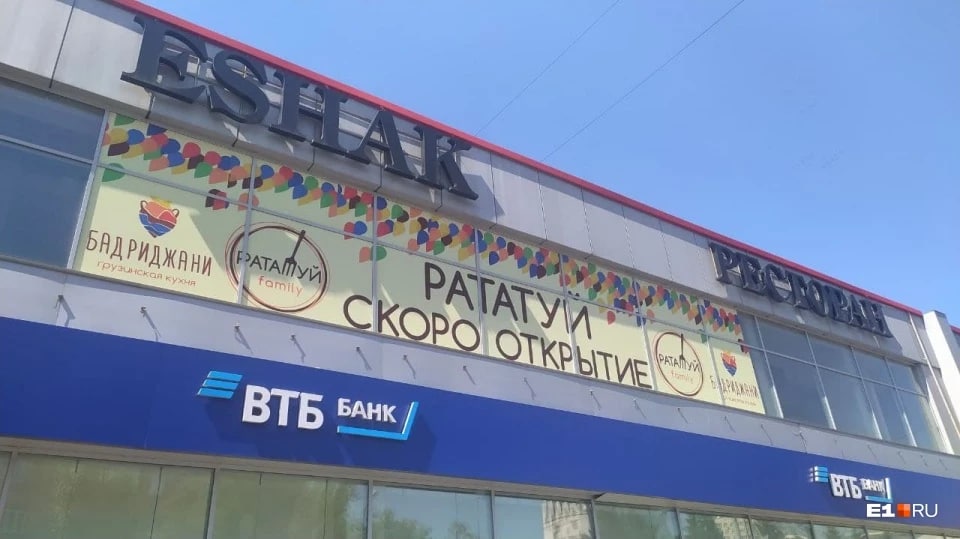 ESHAK
РЕСТОРАН
БАДРИДЖАНИ
грузинская кухня
РАТАТУЙ
family
РАТАТУЙ
СКОРО ОТКРЫТИЕ
РАТАТУЙ
family
БАДРИДЖАНИ
ВТБ БАНК
ВТБ БАНК
E1.RU